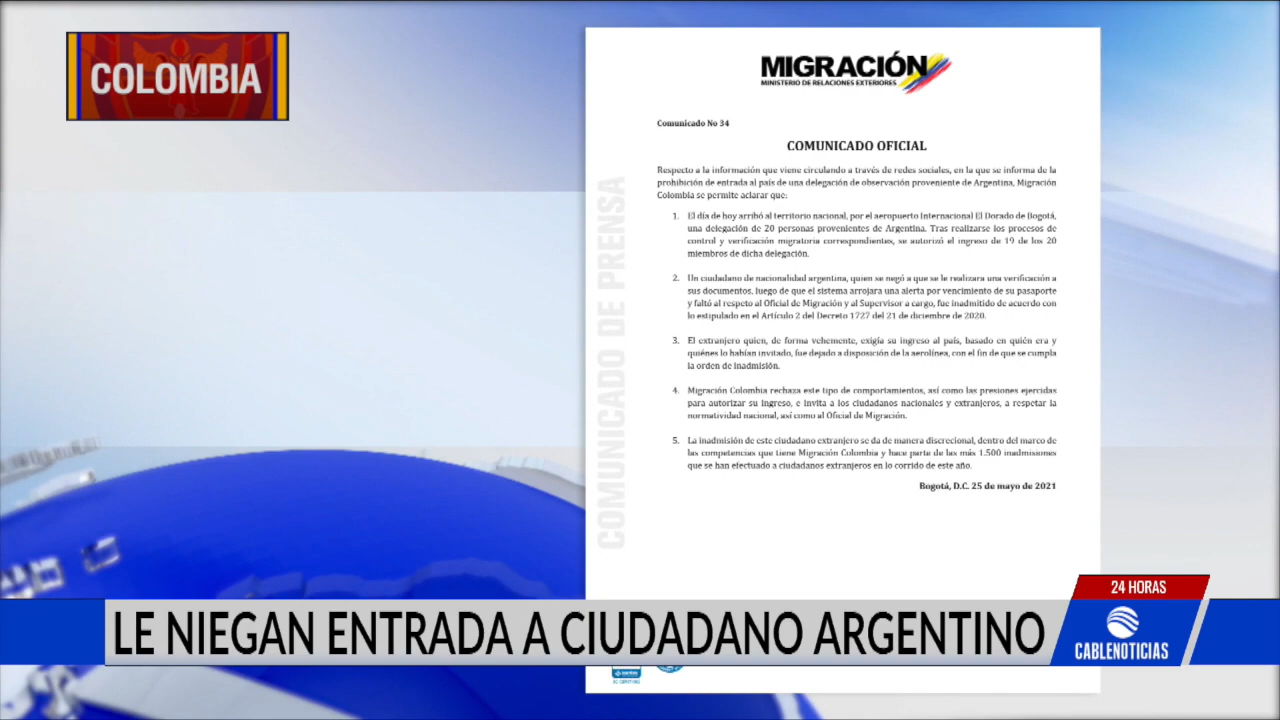 COLOMBIA
MIGRACIÓN
MINISTERIO DE RELACIONES EXTERIORES
Comunicado No 34
COMUNICADO OFICIAL
Respecto a la información que viene circulando a través de redes sociales, en la que se informa de la
prohibición de entrada al país de una delegación de observación proveniente de Argentina, Migración
Colombia se permite aclarar que:
1. El día de hoy arribó al territorio nacional, por el aeropuerto Internacional El Dorado de Bogotá,
una delegación de 20 personas provenientes de Argentina. Tras realizarse los procesos de
control y verificación migratoria correspondientes, se autorizó el ingreso de 19 de los 20
miembros de dicha delegación.
2. Un ciudadano de nacionalidad argentina, quien se negó a que se le realizara una verificación a
sus documentos, luego de que el sistema arrojara una alerta por vencimiento de su pasaporte
y faltó al respeto al Oficial de Migración y al Supervisor a cargo, fue inadmitido de acuerdo con
lo estipulado en el Artículo 2 del Decreto 1727 del 21 de diciembre de 2020.
3. El extranjero quien, de forma vehemente, exigía su ingreso al país, basado en quién era y
quiénes lo habían invitado, fue dejado a disposición de la aerolínea, con el fin de que se cumpla
la orden de inadmisión.
4. Migración Colombia rechaza este tipo de comportamientos, así como las presiones ejercidas
para autorizar su ingreso, e invita a los ciudadanos nacionales y extranjeros, a respetar la
normatividad nacional, así como al Oficial de Migración.
5. La inadmisión de este ciudadano extranjero se da de manera discrecional, dentro del marco de
las competencias que tiene Migración Colombia y hace parte de las más 1.500 inadmisiones
que se han efectuado a ciudadanos extranjeros en lo corrido de este año.
Bogotá, D.C. 25 de mayo de 2021
COMUNICADO DE PRENSA
24 HORAS
LE NIEGAN ENTRADA A CIUDADANO ARGENTINO
CABLENOTICIAS